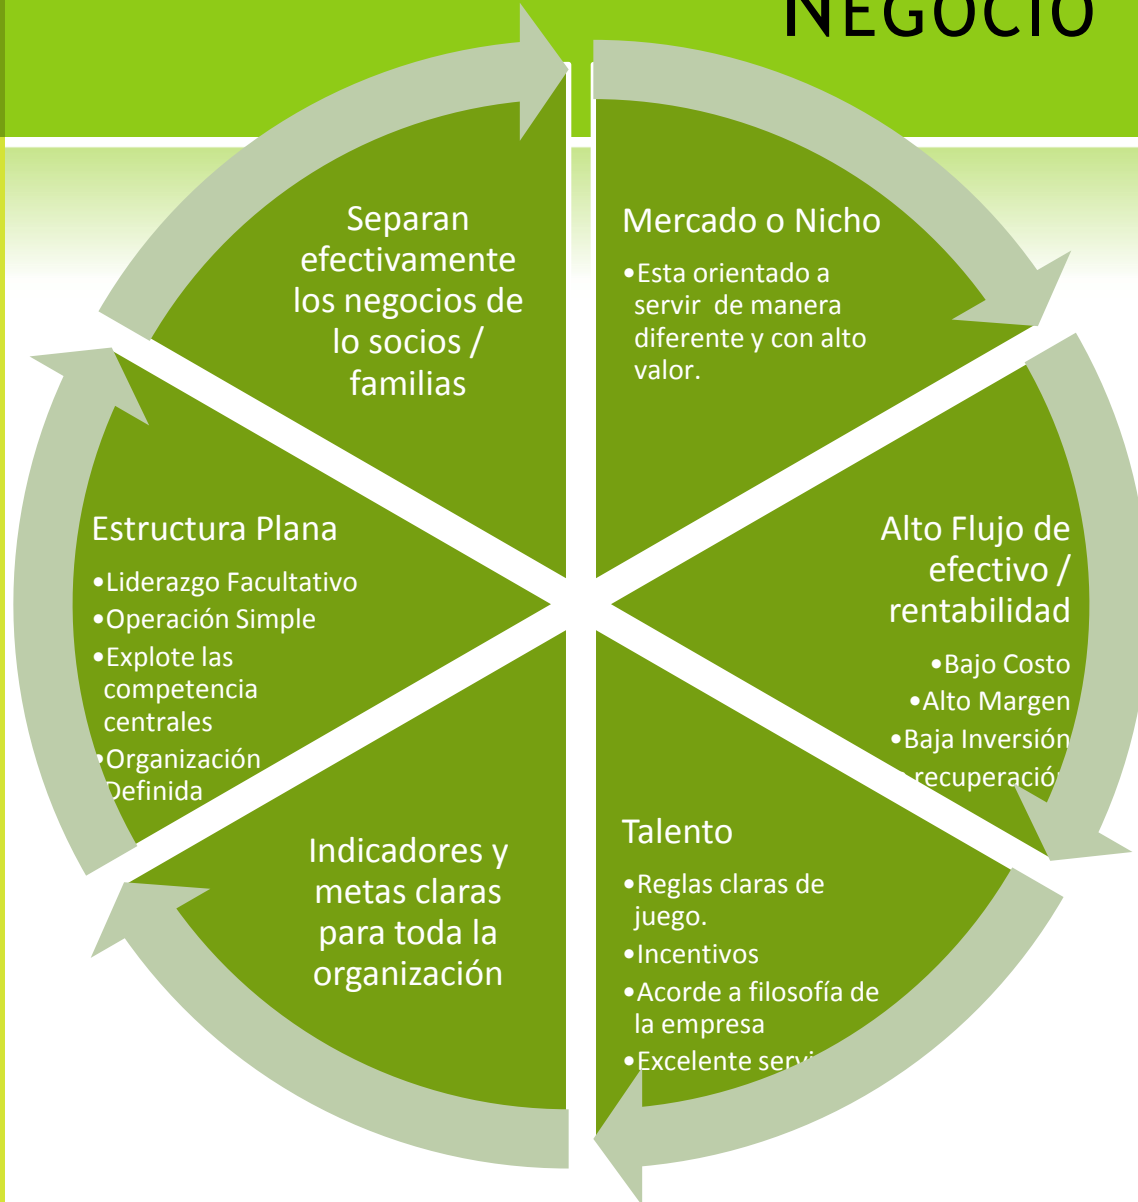 NEGOCIO
Separan
efectivamente
los negocios de
lo socios /
familias
Mercado o Nicho
•Esta orientado a
servir de manera
diferente y con alto
valor.
Alto Flujo de
efectivo /
rentabilidad
•Bajo Costo
•Alto Margen
•Baja Inversión
Talento
•Reglas claras de
juego.
•Incentivos
•Acorde a filosofía de
la empresa
•Excelente
Indicadores y
metas claras
para toda la
organización
Estructura Plana
•Liderazgo Facultativo
•Operación Simple
•Explote las
competencia
centrales
•Organización
Definida